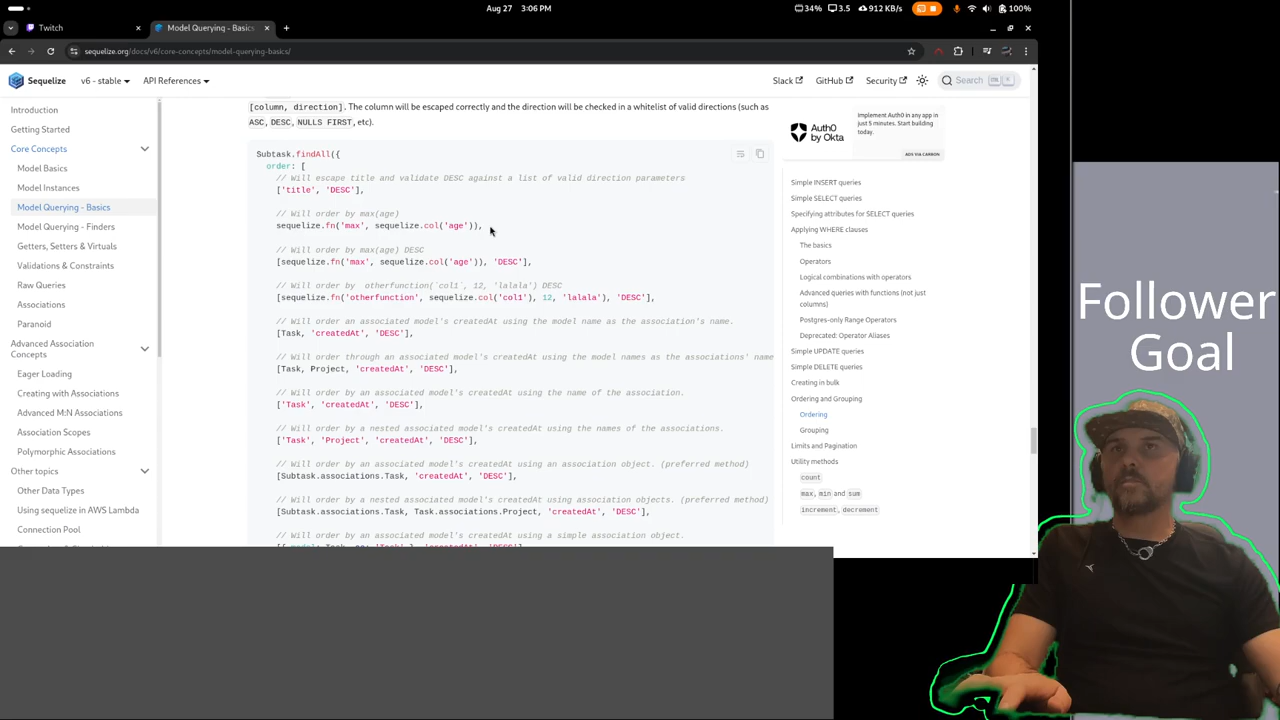 Aug 27 3:06 PM
34% 3.5 912 KB/s 100%
Twitch
Model Querying - Basics
sequelize.org/docs/v6/core-concepts/model-querying-basics/
Sequelize v6 - stable API References
Slack GitHub Security Search
Introduction
Getting Started
Core Concepts
Model Basics
Model Instances
Model Querying - Basics
Model Querying - Finders
Getters, Setters & Virtuals
Validations & Constraints
Raw Queries
Associations
Paranoid
Advanced Association
Concepts
Eager Loading
Creating with Associations
Advanced M:N Associations
Association Scopes
Polymorphic Associations
Other topics
Other Data Types
Using sequelize in AWS Lambda
Connection Pool
[column, direction]. The column will be escaped correctly and the direction will be checked in a whitelist of valid directions (such as
ASC, DESC, NULLS FIRST, etc).
Subtask.findAll({
order: [
// Will escape title and validate DESC against a list of valid direction parameters
['title', 'DESC'],
// Will order by max(age)
sequelize.fn('max', sequelize.col('age')),
// Will order by max(age) DESC
[sequelize.fn('max', sequelize.col('age')), 'DESC'],
// Will order by  otherfunction(`col1`, 12, 'lalala') DESC
[sequelize.fn('otherfunction', sequelize.col('col1'), 12, 'lalala'), 'DESC'],
// Will order an associated model's createdAt using the model name as the association's name.
[Task, 'createdAt', 'DESC'],
// Will order through an associated model's createdAt using the model names as the associations' name
[Task, Project, 'createdAt', 'DESC'],
// Will order by an associated model's createdAt using the name of the association.
['Task', 'createdAt', 'DESC'],
// Will order by a nested associated model's createdAt using the names of the associations.
['Task', 'Project', 'createdAt', 'DESC'],
// Will order by an associated model's createdAt using an association object. (preferred method)
[Subtask.associations.Task, 'createdAt', 'DESC'],
// Will order by a nested associated model's createdAt using association objects. (preferred method)
[Subtask.associations.Task, Task.associations.Project, 'createdAt', 'DESC'],
// Will order by an associated model's createdAt using a simple association object.
Auth0
by Okta
Implement Auth0 in any app in
just 5 minutes. Start building
today.
ADS VIA CARBON
Simple INSERT queries
Simple SELECT queries
Specifying attributes for SELECT queries
Applying WHERE clauses
The basics
Operators
Logical combinations with operators
Advanced queries with functions (not just
columns)
Postgres-only Range Operators
Deprecated: Operator Aliases
Simple UPDATE queries
Simple DELETE queries
Creating in bulk
Ordering and Grouping
Ordering
Grouping
Limits and Pagination
Utility methods
count
max, min and sum
increment, decrement
Follower
Goal